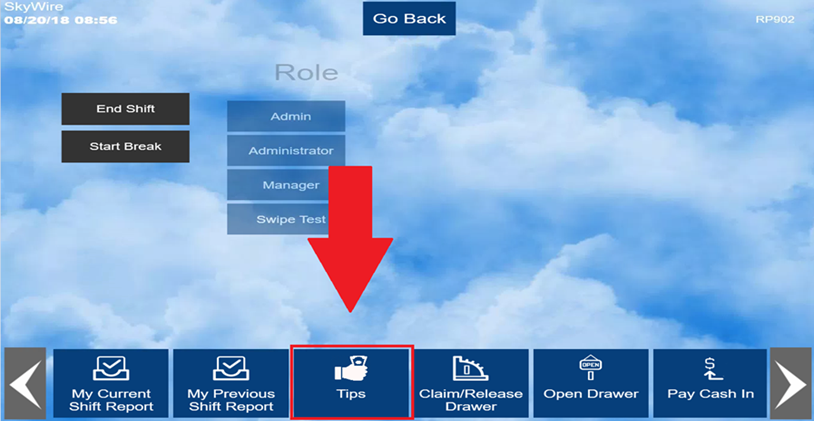 SkyWire
08/20/18 08:56
Go Back
RP902
Role
End Shift
Start Break
Admin
Administrator
Manager
Swipe Test
My Current
Shift Report
My Previous
Shift Report
Tips
Claim/Release
Drawer
OPEN
Open Drawer
$
Pay Cash In